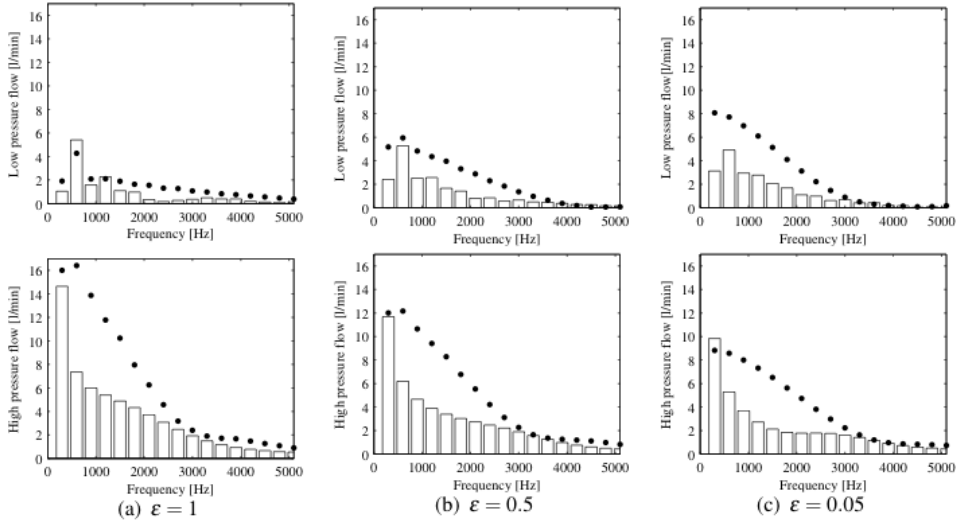 Low pressure flow [l/min]
16
14
12
10
8
6
4
2
0
0 1000 2000 3000 4000 5000
Frequency [Hz]
Low pressure flow [l/min]
16
14
12
10
8
6
4
2
0
0 1000 2000 3000 4000 5000
Frequency [Hz]
Low pressure flow[l/min]
16
14
12
10
8
6
4
2
0
0 1000 2000 3000 4000 5000
Frequency [Hz]
High pressure flow [l/min]
16
14
12
10
8
6
4
2
0
0 1000 2000 3000 4000 5000
Frequency [Hz]
(a) ε = 1
High pressure flow [l/min]
16
14
12
10
8
6
4
2
0
0 1000 2000 3000 4000 5000
Frequency [Hz]
(b) ε = 0.5
High pressure flow [l/min]
16
14
12
10
8
6
4
2
0
0 1000 2000 3000 4000 5000
Frequency [Hz]
(c) ε = 0.05